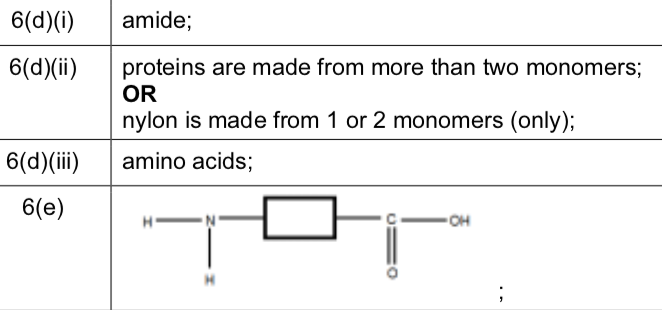 6(d)(i) amide;
6(d)(ii) proteins are made from more than two monomers;
OR
nylon is made from 1 or 2 monomers (only);
6(d)(iii) amino acids;
6(e)
H N C OH
H O
;